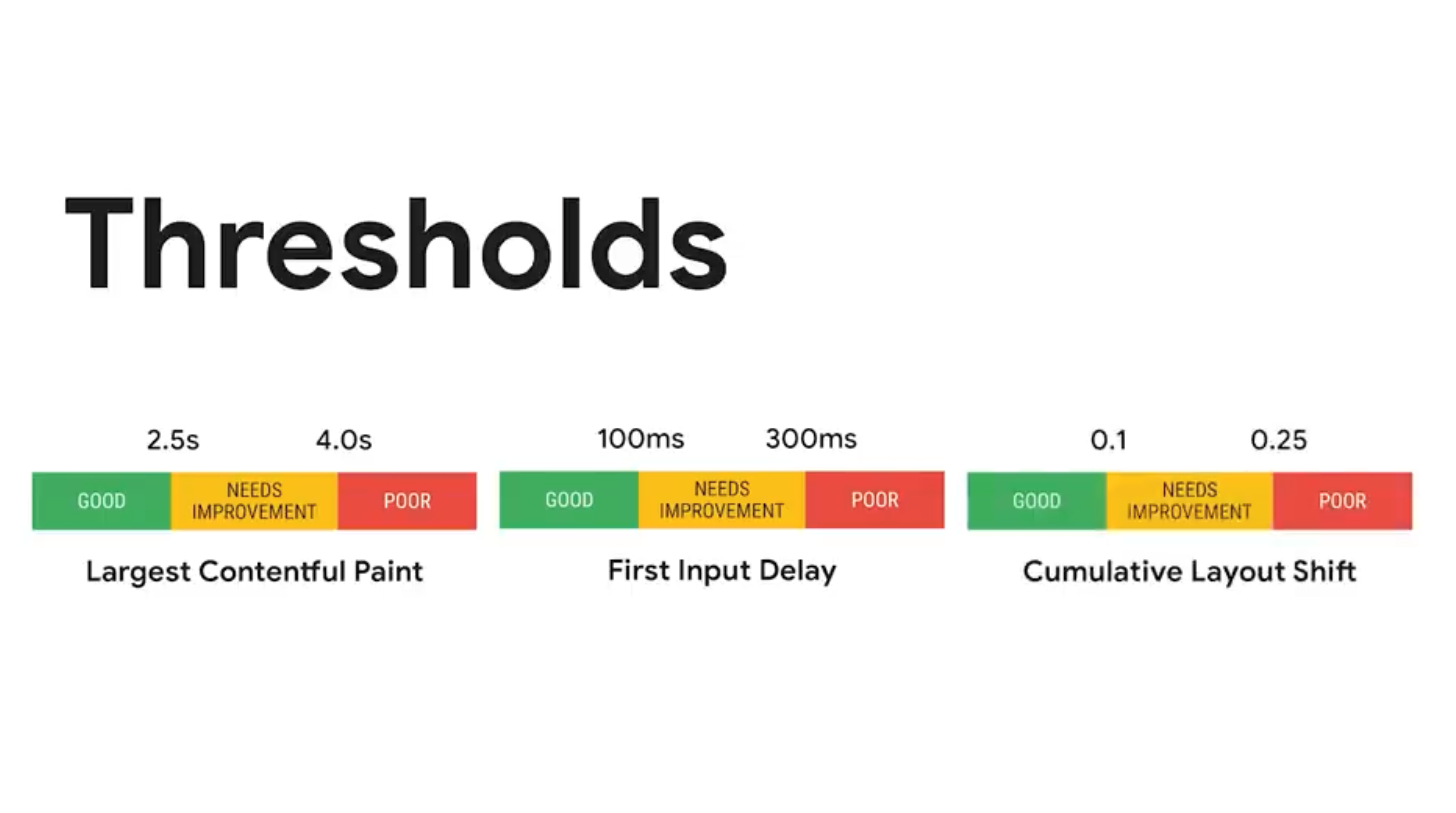 Thresholds
2.5s 4.0s
GOOD
NEEDS
IMPROVEMENT
POOR
Largest Contentful Paint
100ms 300ms
GOOD
NEEDS
IMPROVEMENT
POOR
First Input Delay
0.1 0.25
GOOD
NEEDS
IMPROVEMENT
POOR
Cumulative Layout Shift